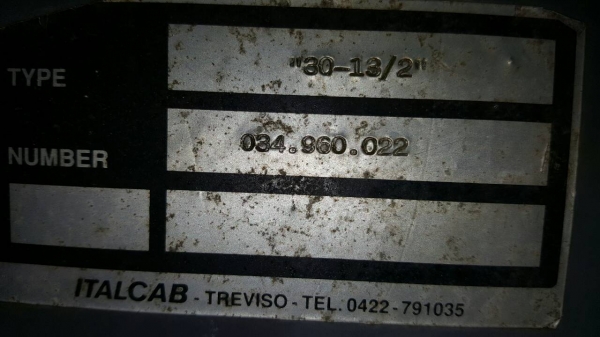 TYPE "30-13/2"
NUMBER 034.960.022
ITALCAB - TREVISO - TEL. 0422 - 791035